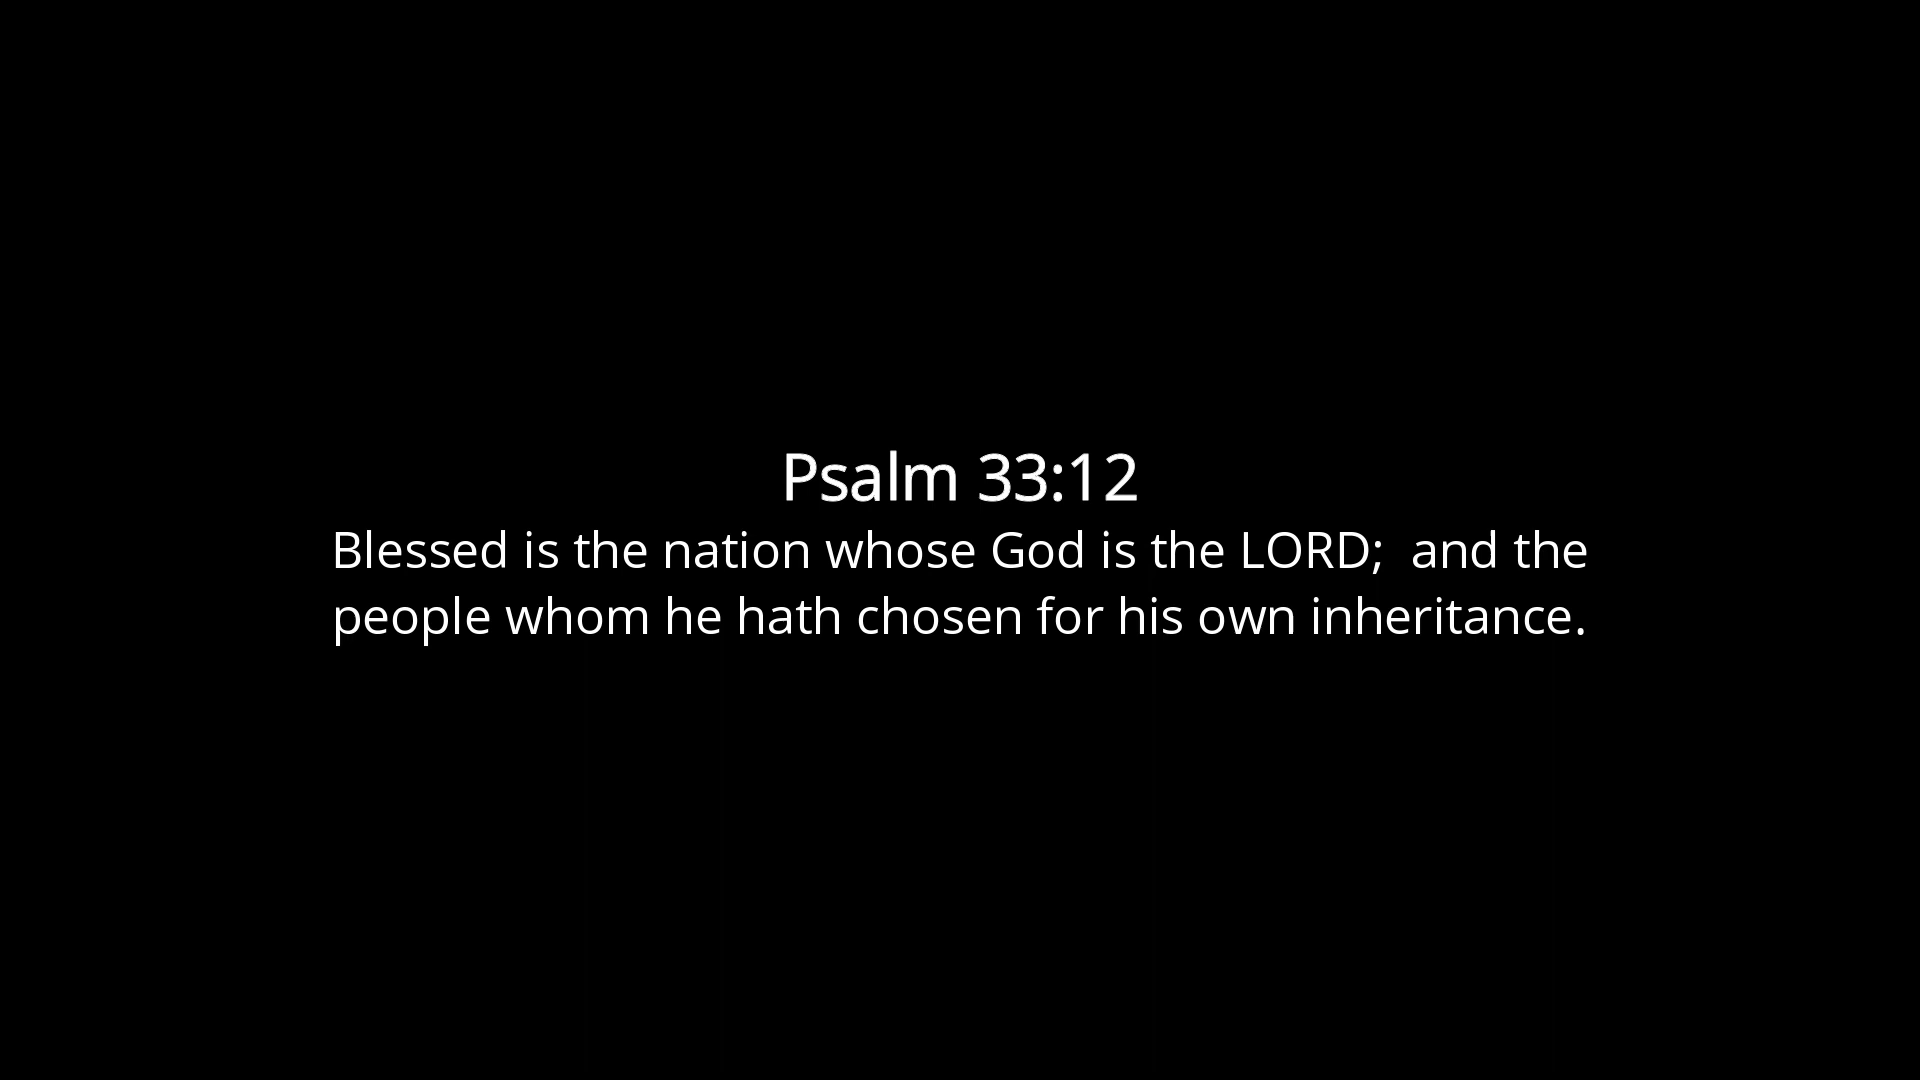 Psalm 33:12
Blessed is the nation whose God is the LORD;  and the
people whom he hath chosen for his own inheritance.